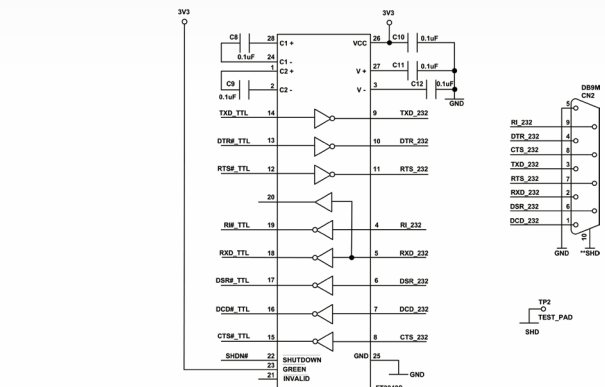 3V3
3V3
C8
0.1uF
28
C1 +
24
C1 -
1
C2 +
C9
0.1uF
2
C2 -
VCC
26
C10
0.1uF
V +
27
C11
0.1uF
V -
3
C12
0.1uF
GND
TXD_TTL
14
9
TXD_232
DTR#_TTL
13
10
DTR_232
RTS#_TTL
12
11
RTS_232
20
RI#_TTL
19
4
RI_232
RXD_TTL
18
5
RXD_232
DSR#_TTL
17
6
DSR_232
DCD#_TTL
16
7
DCD_232
CTS#_TTL
15
8
CTS_232
SHDN#
22
SHUTDOWN
23
GREEN
21
INVALID
GND
25
GND
DB9M
CN2
5
RI_232
9
DTR_232
4
CTS_232
8
TXD_232
3
RTS_232
7
RXD_232
2
DSR_232
6
DCD_232
1
10
GND
**SHD
TP2
TEST_PAD
SHD